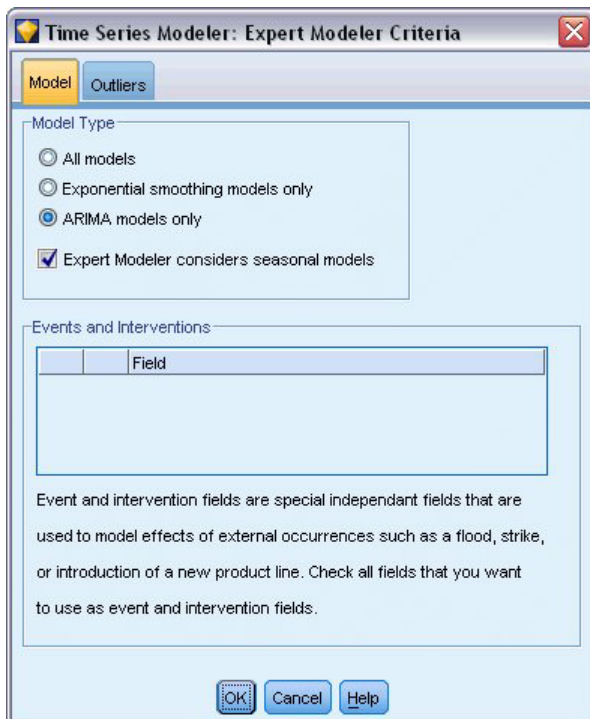 Time Series Modeler: Expert Modeler Criteria
Model
Outliers
Model Type
All models
Exponential smoothing models only
ARIMA models only
Expert Modeler considers seasonal models
Events and Interventions
Field
Event and intervention fields are special independant fields that are
used to model effects of external occurrences such as a flood, strike,
or introduction of a new product line. Check all fields that you want
to use as event and intervention fields.
OK
Cancel
Help